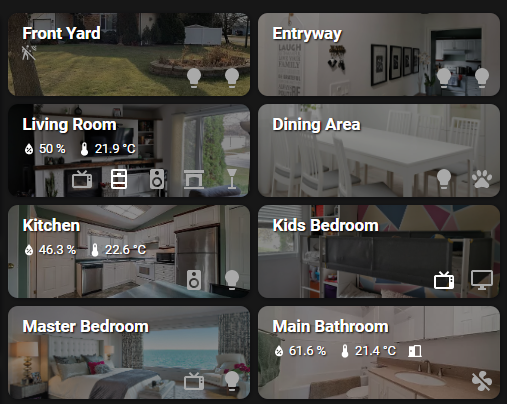 Front Yard
Entryway
LAUGH
Living Room
50 % 21.9 °C
Dining Area
Kitchen
46.3 % 22.6 °C
Kids Bedroom
Master Bedroom
Main Bathroom
61.6 % 21.4 °C